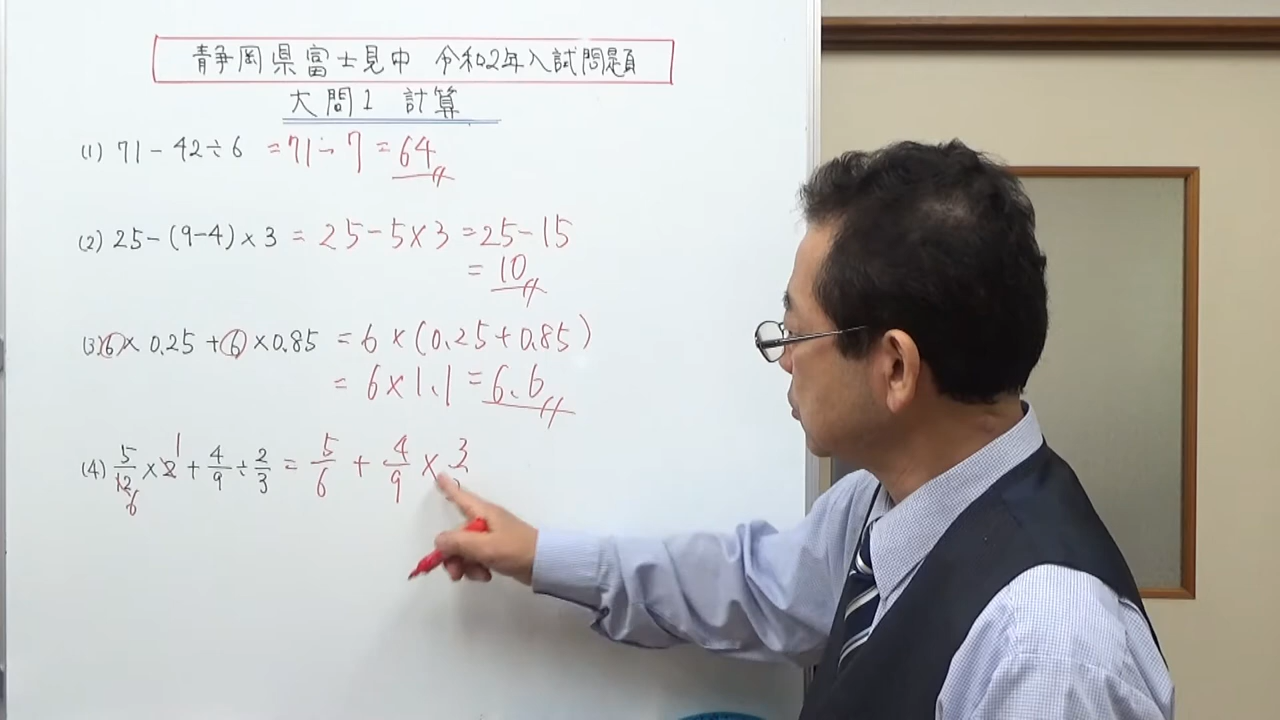 静岡県富士見中 令和2年入試問題
大問1 計算
(1) 71-42÷6 =71-7=64
(2) 25-(9-4)×3 =25-5×3=25-15
=10
(3) 6×0.25+6×0.85 =6×(0.25+0.85)
=6×1.1=6.6
(4) 5/12×2+4/9÷2/3 =5/6+4/9×3
6 1